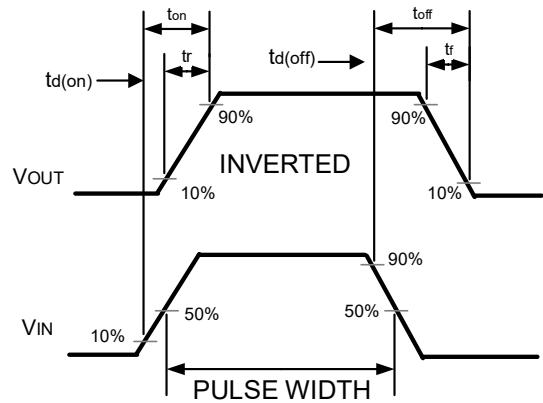 ton
toff
td(on)
tr
td(off)
tf
90%
90%
INVERTED
VOUT
10%
10%
90%
50%
50%
VIN
10%
PULSE WIDTH